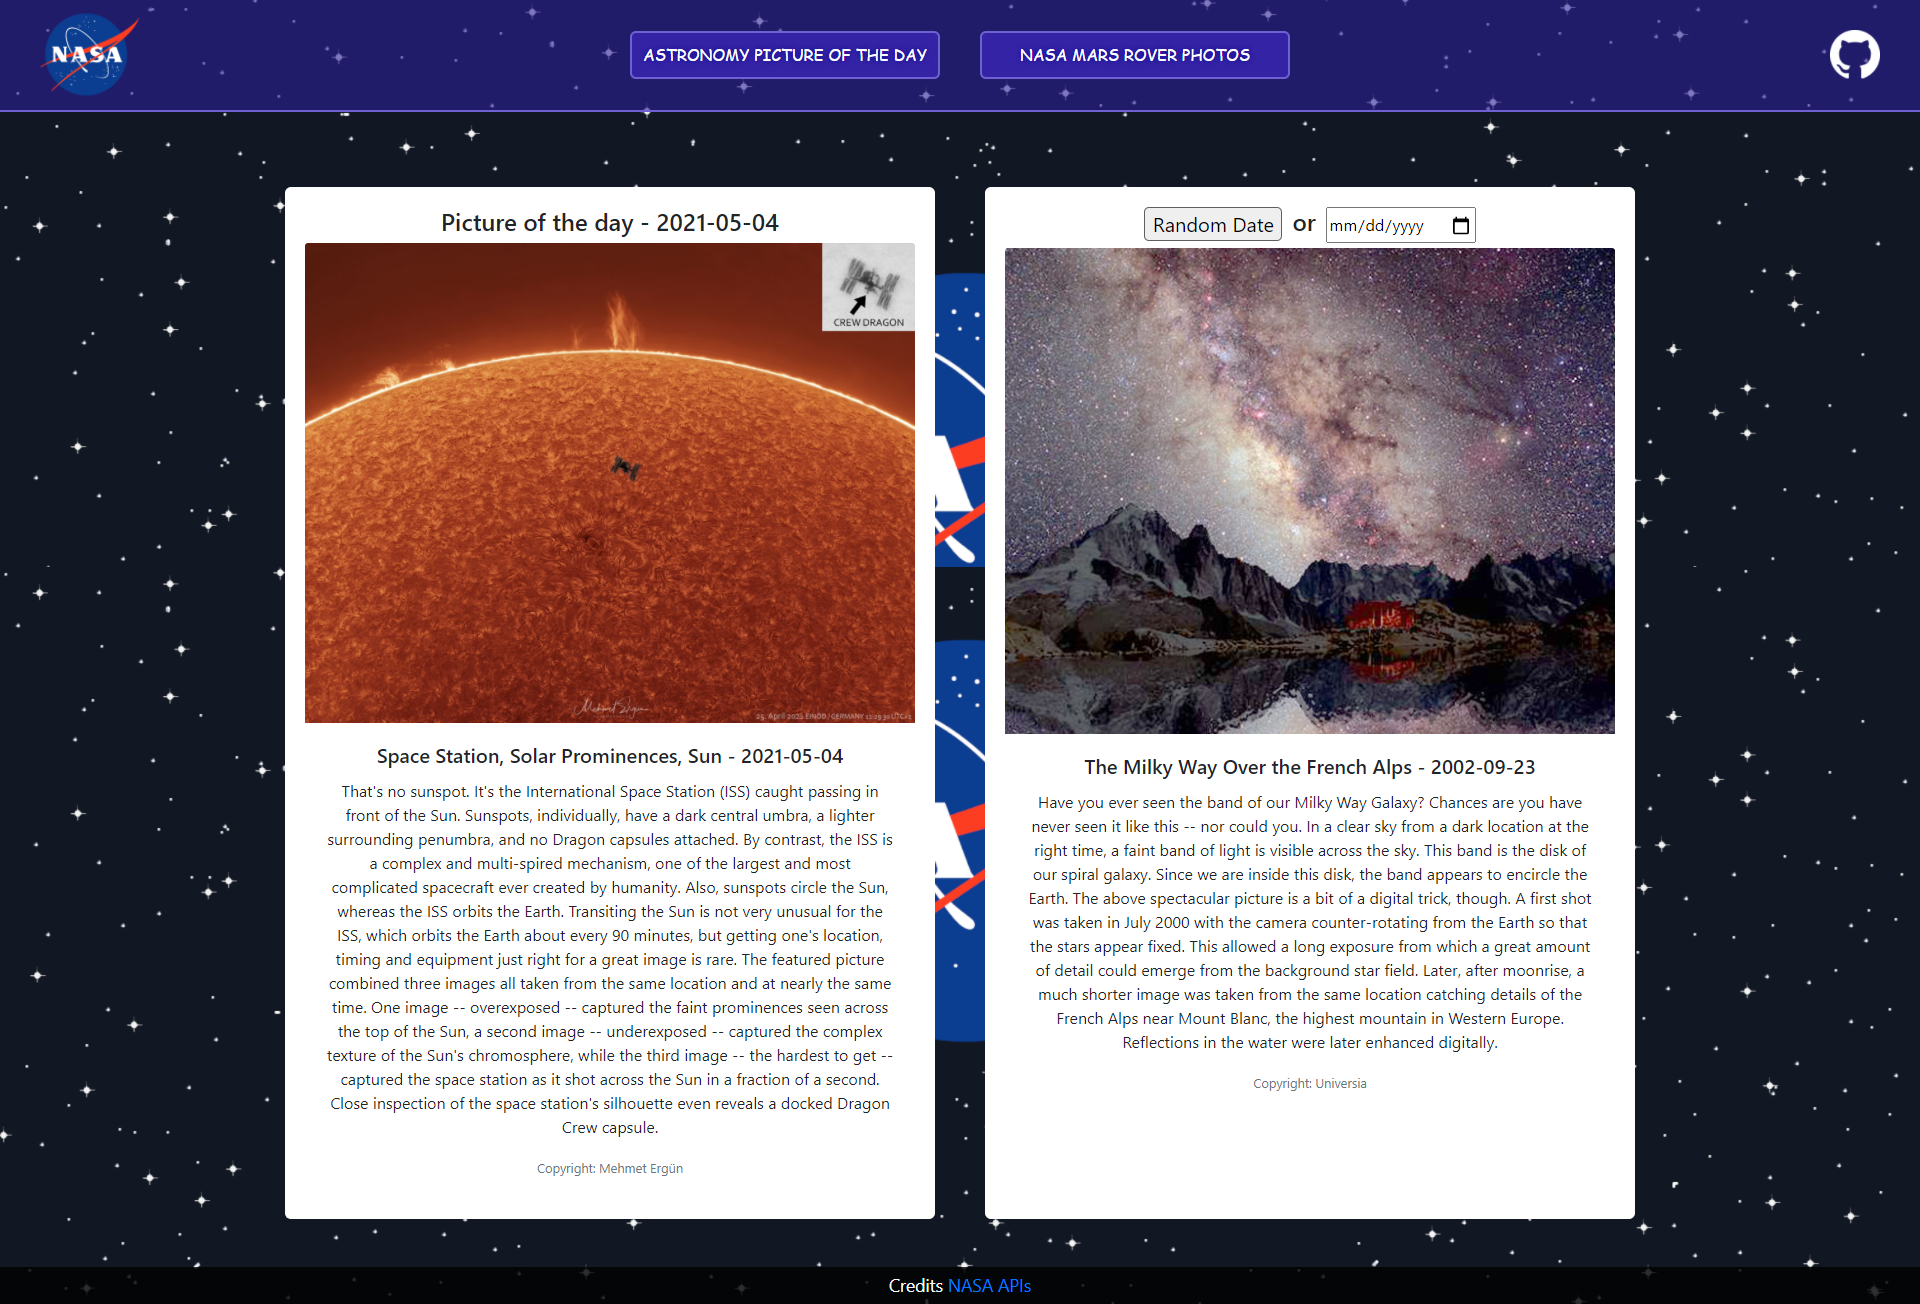 NASA
ASTRONOMY PICTURE OF THE DAY
NASA MARS ROVER PHOTOS
Picture of the day - 2021-05-04
CREW DRAGON
Space Station, Solar Prominences, Sun - 2021-05-04
That's no sunspot. It's the International Space Station (ISS) caught passing in
front of the Sun. Sunspots, individually, have a dark central umbra, a lighter
surrounding penumbra, and no Dragon capsules attached. By contrast, the ISS is
a complex and multi-spired mechanism, one of the largest and most
complicated spacecraft ever created by humanity. Also, sunspots circle the Sun,
whereas the ISS orbits the Earth. Transiting the Sun is not very unusual for the
ISS, which orbits the Earth about every 90 minutes, but getting one's location,
timing and equipment just right for a great image is rare. The featured picture
combined three images all taken from the same location and at nearly the same
time. One image -- overexposed -- captured the faint prominences seen across
the top of the Sun, a second image -- underexposed -- captured the complex
texture of the Sun's chromosphere, while the third image -- the hardest to get --
captured the space station as it shot across the Sun in a fraction of a second.
Close inspection of the space station's silhouette even reveals a docked Dragon
Crew capsule.
Copyright: Mehmet Ergün
Random Date or mm/dd/yyyy
The Milky Way Over the French Alps - 2002-09-23
Have you ever seen the band of our Milky Way Galaxy? Chances are you have
never seen it like this -- nor could you. In a clear sky from a dark location at the
right time, a faint band of light is visible across the sky. This band is the disk of
our spiral galaxy. Since we are inside this disk, the band appears to encircle the
Earth. The above spectacular picture is a bit of a digital trick, though. A first shot
was taken in July 2000 with the camera counter-rotating from the Earth so that
the stars appear fixed. This allowed a long exposure from which a great amount
of detail could emerge from the background star field. Later, after moonrise, a
much shorter image was taken from the same location catching details of the
French Alps near Mount Blanc, the highest mountain in Western Europe.
Reflections in the water were later enhanced digitally.
Copyright: Universia
Credits NASA APIs